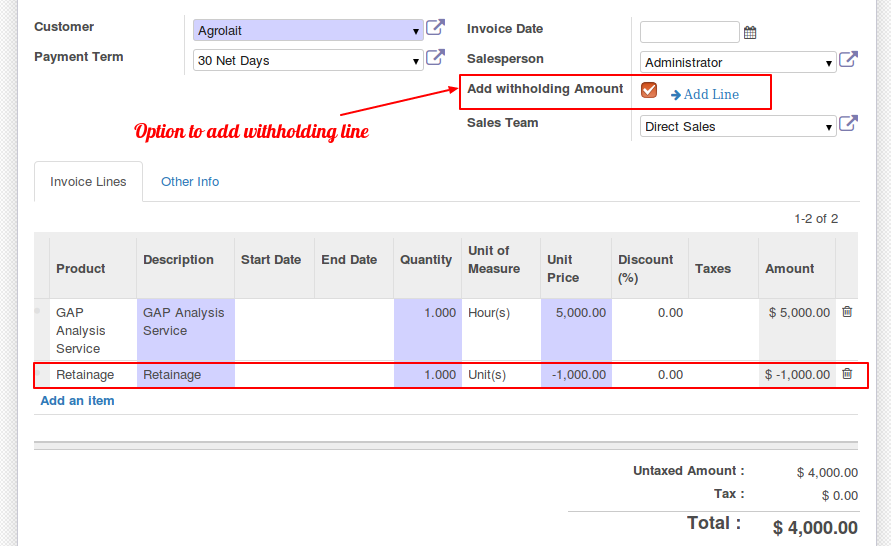 Customer Agrolait Invoice Date
Payment Term 30 Net Days Salesperson Administrator
Add withholding Amount Add Line
Option to add withholding line
Sales Team Direct Sales
Invoice Lines Other Info
1-2 of 2
Product Description Start Date End Date Quantity Unit of Measure Unit Price Discount (%) Taxes Amount
GAP Analysis Service GAP Analysis Service 1.000 Hour(s) 5,000.00 0.00 $ 5,000.00
Retainage Retainage 1.000 Unit(s) -1,000.00 0.00 $ -1,000.00
Add an item
Untaxed Amount : $ 4,000.00
Tax : $ 0.00
Total : $ 4,000.00